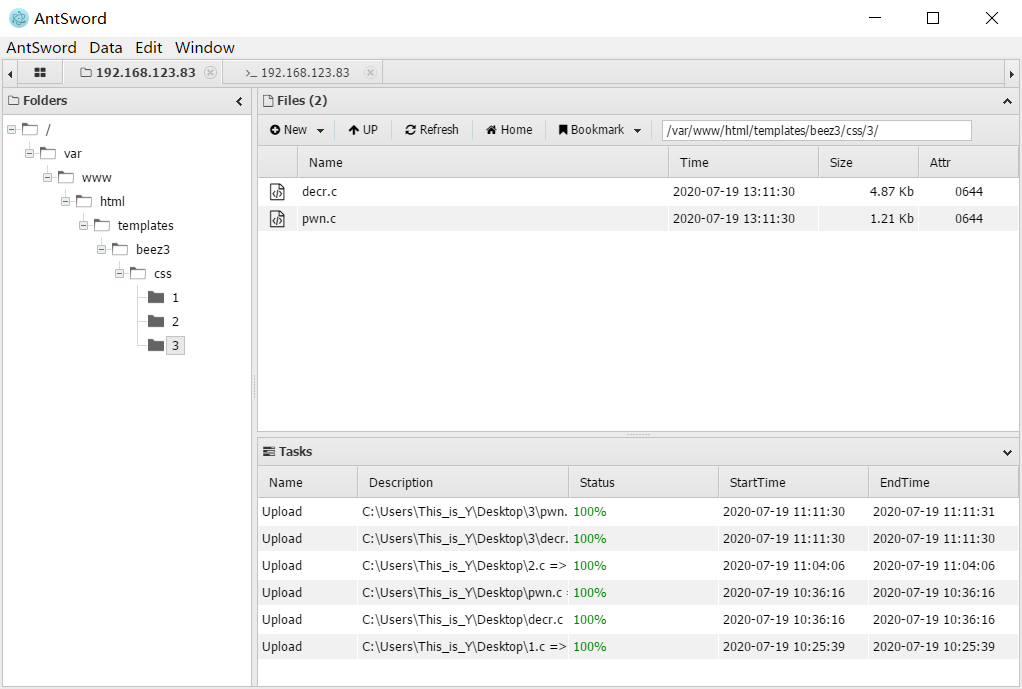 AntSword
AntSword Data Edit Window
192.168.123.83 >_ 192.168.123.83
Folders
/
var
www
html
templates
beez3
css
1
2
3
Files (2)
New UP Refresh Home Bookmark /var/www/html/templates/beez3/css/3/
Name Time Size Attr
decr.c 2020-07-19 13:11:30 4.87 Kb 0644
pwn.c 2020-07-19 13:11:30 1.21 Kb 0644
Tasks
Name Description Status StartTime EndTime
Upload C:\Users\This_is_Y\Desktop\3\pwn. 100% 2020-07-19 11:11:30 2020-07-19 11:11:31
Upload C:\Users\This_is_Y\Desktop\3\decr. 100% 2020-07-19 11:11:30 2020-07-19 11:11:30
Upload C:\Users\This_is_Y\Desktop\2.c => 100% 2020-07-19 11:04:06 2020-07-19 11:04:06
Upload C:\Users\This_is_Y\Desktop\pwn.c = 100% 2020-07-19 10:36:16 2020-07-19 10:36:16
Upload C:\Users\This_is_Y\Desktop\decr.c 100% 2020-07-19 10:36:16 2020-07-19 10:36:16
Upload C:\Users\This_is_Y\Desktop\1.c => 100% 2020-07-19 10:25:39 2020-07-19 10:25:39